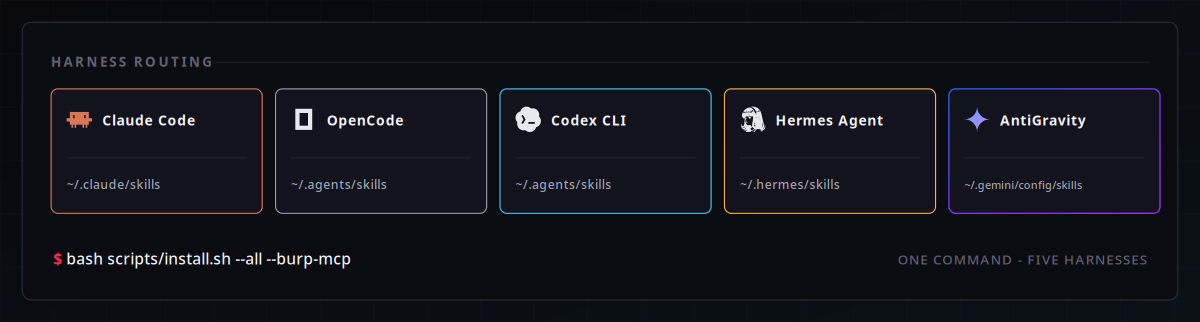 HARNESS ROUTING
Claude Code
OpenCode
Codex CLI
Hermes Agent
AntiGravity
~/.claude/skills
~/.agents/skills
~/.agents/skills
~/.hermes/skills
~/.gemini/config/skills
$ bash scripts/install.sh --all --burp-mcp
ONE COMMAND - FIVE HARNESSES